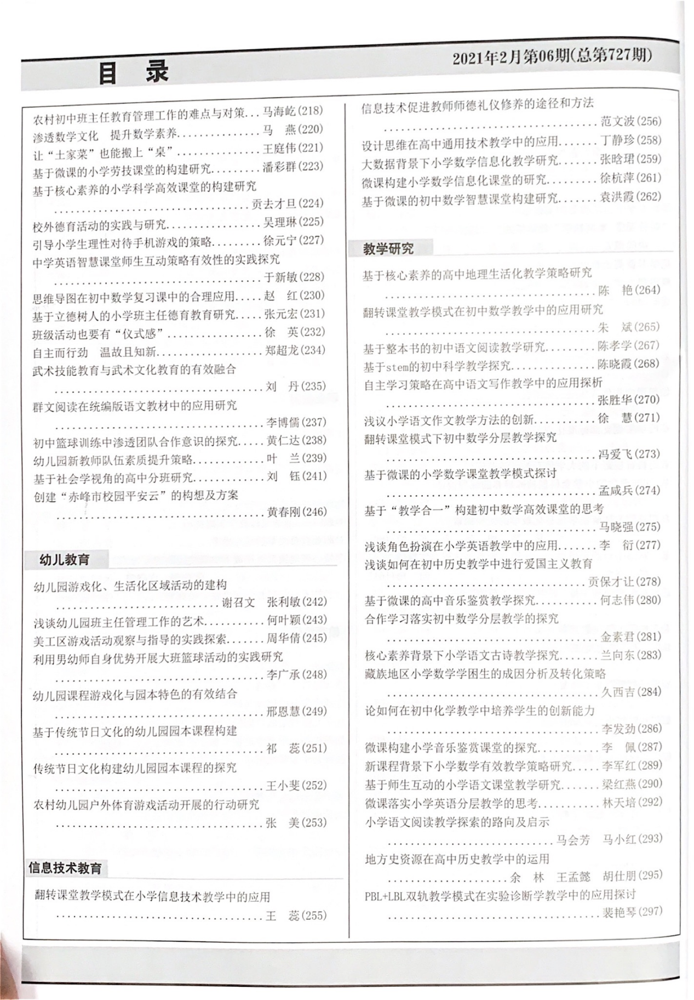 目 录
2021年2月第06期(总第727期)
农村初中班主任教育管理工作的难点与对策...马海屹(218)
渗透数学文化　提升数学素养...............马　燕(220)
让“土家菜”也能搬上“桌”...............王庭伟(221)
基于微课的小学劳技课堂的构建研究.........潘彩群(223)
基于核心素养的小学科学高效课堂的构建研究
..................................贡去才旦(224)
校外德育活动的实践与研究.................吴理琳(225)
引导小学生理性对待手机游戏的策略.........徐元宁(227)
中学英语智慧课堂师生互动策略有效性的实践探究
....................................于新敏(228)
思维导图在初中数学复习课中的合理应用.....赵　红(230)
基于立德树人的小学班主任德育教育研究.....张元宏(231)
班级活动也要有“仪式感”.................徐　英(232)
自主而行劲　温故且知新...................郑超龙(234)
武术技能教育与武术文化教育的有效融合
....................................刘　丹(235)
群文阅读在统编版语文教材中的应用研究
....................................李博儒(237)
初中篮球训练中渗透团队合作意识的探究.....黄仁达(238)
幼儿园新教师队伍素质提升策略.............叶　兰(239)
基于社会学视角的高中分班研究.............刘　钰(241)
创建“赤峰市校园平安云”的构想及方案
....................................黄春刚(246)
幼儿教育
幼儿园游戏化、生活化区域活动的建构
............................谢召文　张利敏(242)
浅谈幼儿园班主任管理工作的艺术...........何叶颖(243)
美工区游戏活动观察与指导的实践探索.......周华倩(245)
利用男幼师自身优势开展大班篮球活动的实践研究
....................................李广承(248)
幼儿园课程游戏化与园本特色的有效结合
....................................邢恩慧(249)
基于传统节日文化的幼儿园园本课程构建
....................................祁　蕊(251)
传统节日文化构建幼儿园园本课程的探究
....................................王小斐(252)
农村幼儿园户外体育游戏活动开展的行动研究
....................................张　美(253)
信息技术教育
翻转课堂教学模式在小学信息技术教学中的应用
....................................王　蕊(255)
信息技术促进教师师德礼仪修养的途径和方法
.....................................范文波(256)
设计思维在高中通用技术教学中的应用.......丁静珍(258)
大数据背景下小学数学信息化教学研究.......张晗珺(259)
微课构建小学数学信息化课堂的研究.........徐杭萍(261)
基于微课的初中数学智慧课堂构建研究.......袁洪霞(262)
教学研究
基于核心素养的高中地理生活化教学策略研究
.....................................陈　艳(264)
翻转课堂教学模式在初中数学教学中的应用研究
.....................................朱　斌(265)
基于整本书的初中语文阅读教学研究.........陈孝学(267)
基于stem的初中科学教学探究...............陈晓霞(268)
自主学习策略在高中语文写作教学中的应用探析
.....................................张胜华(270)
浅议小学语文作文教学方法的创新...........徐　慧(271)
翻转课堂模式下初中数学分层教学探究
.....................................冯爱飞(273)
基于微课的小学数学课堂教学模式探讨
.....................................孟咸兵(274)
基于“教学合一”构建初中数学高效课堂的思考
.....................................马晓强(275)
浅谈角色扮演在小学英语教学中的应用.......李　衍(277)
浅谈如何在初中历史教学中进行爱国主义教育
...................................贡保才让(278)
基于微课的高中音乐鉴赏教学探究...........何志伟(280)
合作学习落实初中数学分层教学的探究
.....................................金素君(281)
核心素养背景下小学语文古诗教学探究.......兰向东(283)
藏族地区小学数学学困生的成因分析及转化策略
.....................................久西吉(284)
论如何在初中化学教学中培养学生的创新能力
.....................................李发劲(286)
微课构建小学音乐鉴赏课堂的探究...........李　佩(287)
新课程背景下小学数学有效教学策略研究.....李军红(289)
基于师生互动的小学语文课堂教学研究.......梁红燕(290)
微课落实小学英语分层教学的思考...........林天培(292)
小学语文阅读教学探索的路向及启示
.............................马会芳　马小红(293)
地方史资源在高中历史教学中的运用
.....................余　林　王孟懿　胡仕朋(295)
PBL+LBL双轨教学模式在实验诊断学教学中的应用探讨
.....................................裴艳琴(297)